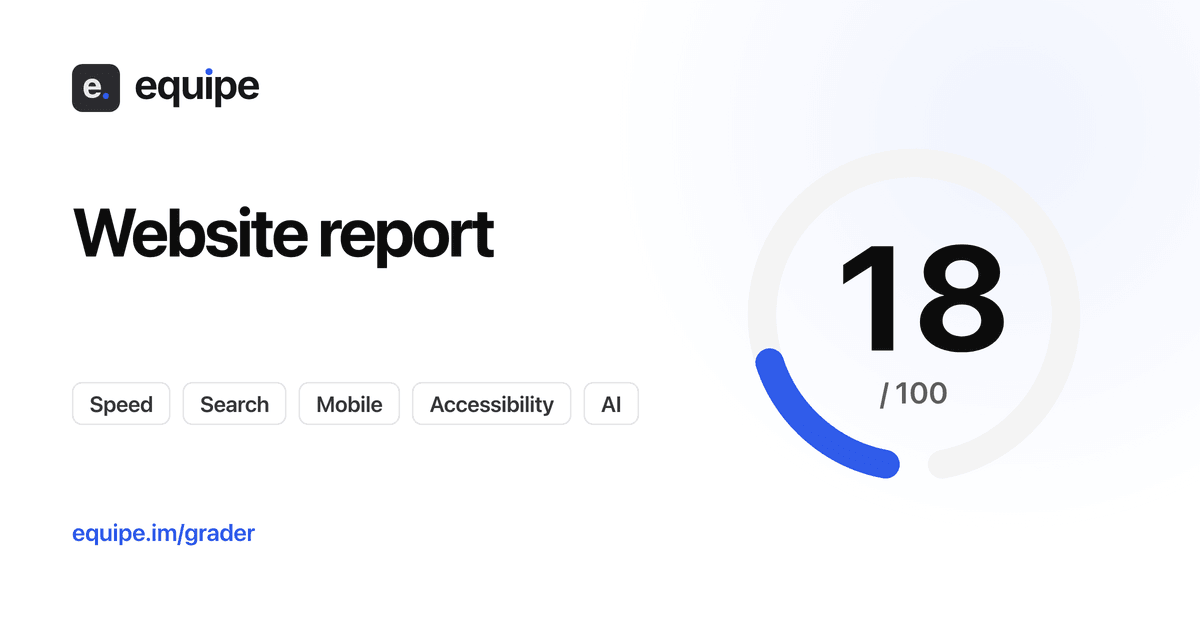 e. equipe
Website report
18
/ 100
Speed Search Mobile Accessibility AI
equipe.im/grader